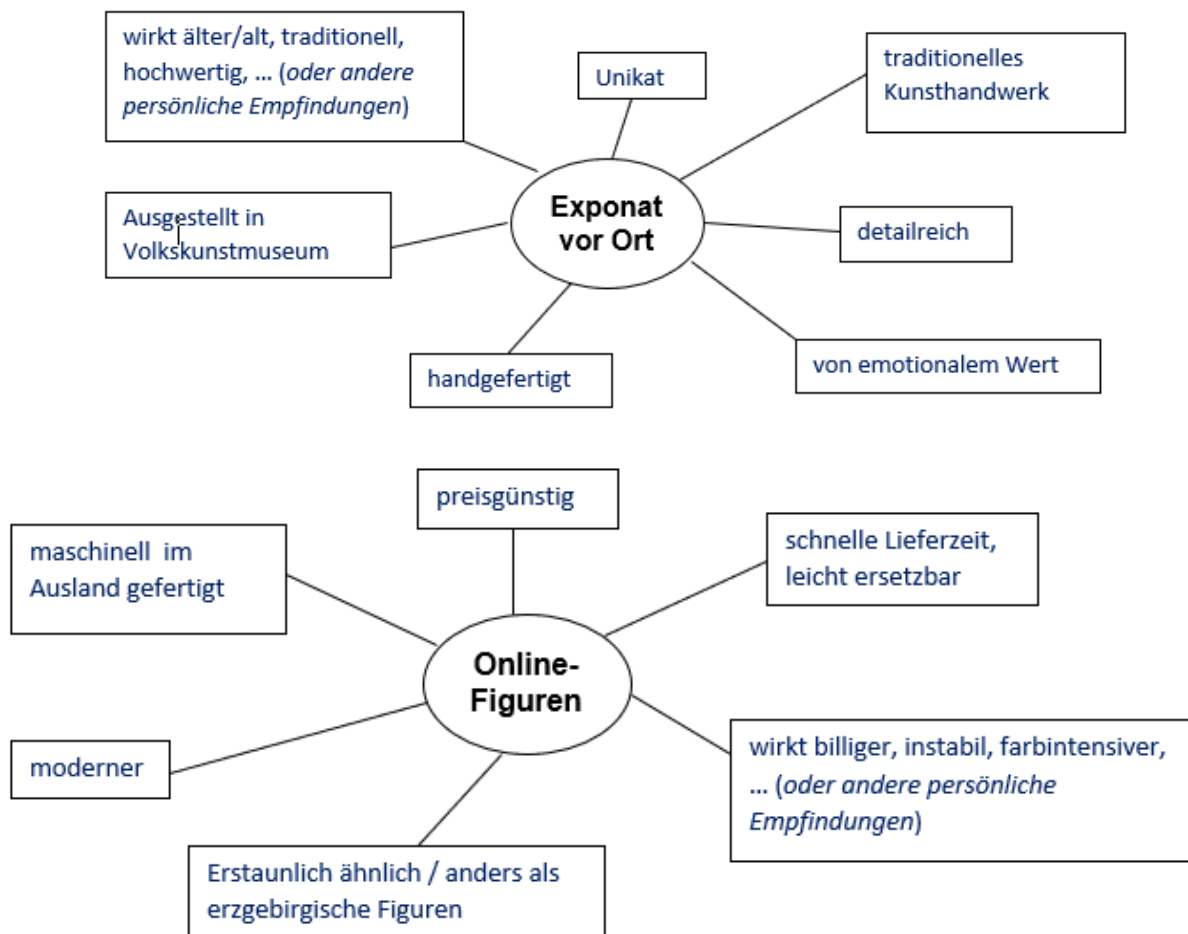 wirkt älter/alt, traditionell,
hochwertig, ... (oder andere
persönliche Empfindungen)
Unikat
traditionelles
Kunsthandwerk
Ausgestellt in
Volkskunstmuseum
Exponat
vor Ort
detailreich
handgefertigt
von emotionalem Wert
preisgünstig
maschinell im
Ausland gefertigt
schnelle Lieferzeit,
leicht ersetzbar
Online-
Figuren
moderner
wirkt billiger, instabil, farbintensiver,
... (oder andere persönliche
Empfindungen)
Erstaunlich ähnlich / anders als
erzgebirgische Figuren